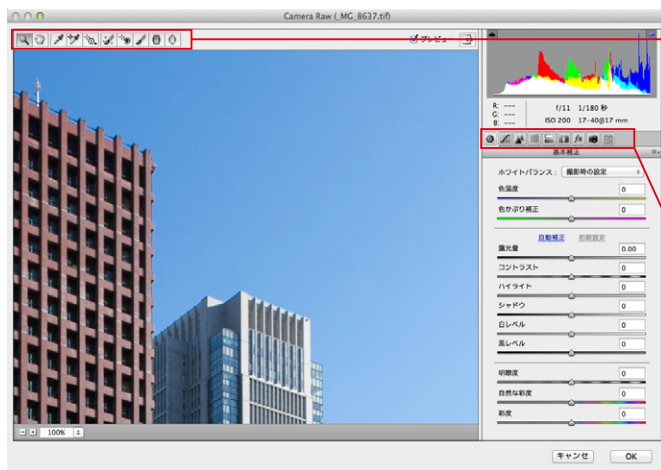 Camera Raw (_MG_8637.tif)
プレビュー
R: ---
G: ---
B: ---
f/11 1/180 秒
ISO 200 17-40@17 mm
fx
基本補正
ホワイトバランス: 撮影時の設定
色温度 0
色かぶり補正 0
自動補正 初期設定
露光量 0.00
コントラスト 0
ハイライト 0
シャドウ 0
白レベル 0
黒レベル 0
明瞭度 0
自然な彩度 0
彩度 0
100%
キャンセル OK